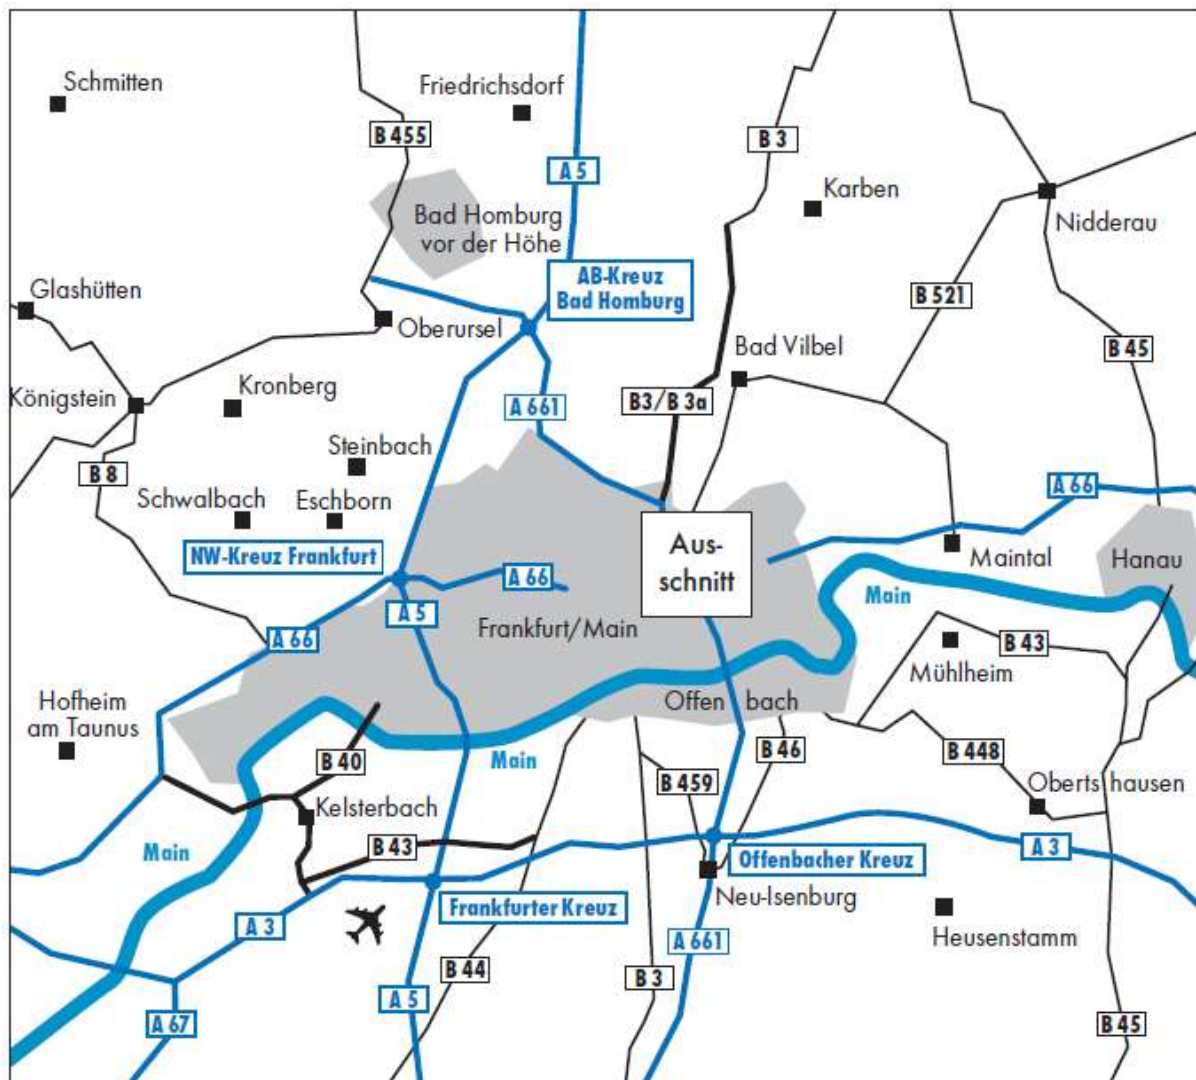 Schmitten
Friedrichsdorf
B 455
B 3
A 5
Karben
Bad Homburg
vor der Höhe
Nidderau
AB-Kreuz
Bad Homburg
Glashütten
B 521
Oberursel
Bad Vilbel
B 45
Kronberg
Königstein
A 661
B3/B 3a
Steinbach
B 8
A 66
Schwalbach
Eschborn
NW-Kreuz Frankfurt
Aus-
schnitt
Maintal
Hanau
A 66
Main
A 5
Frankfurt/Main
A 66
B 43
Mühlheim
Hofheim
am Taunus
Offen bach
B 46
B 448
B 40
Main
B 459
Oberts hausen
Kelsterbach
B 43
Main
Offenbacher Kreuz
A 3
Neu-Isenburg
Frankfurter Kreuz
A 3
A 661
Heusenstamm
B 44
B 3
A 5
A 67
B 45